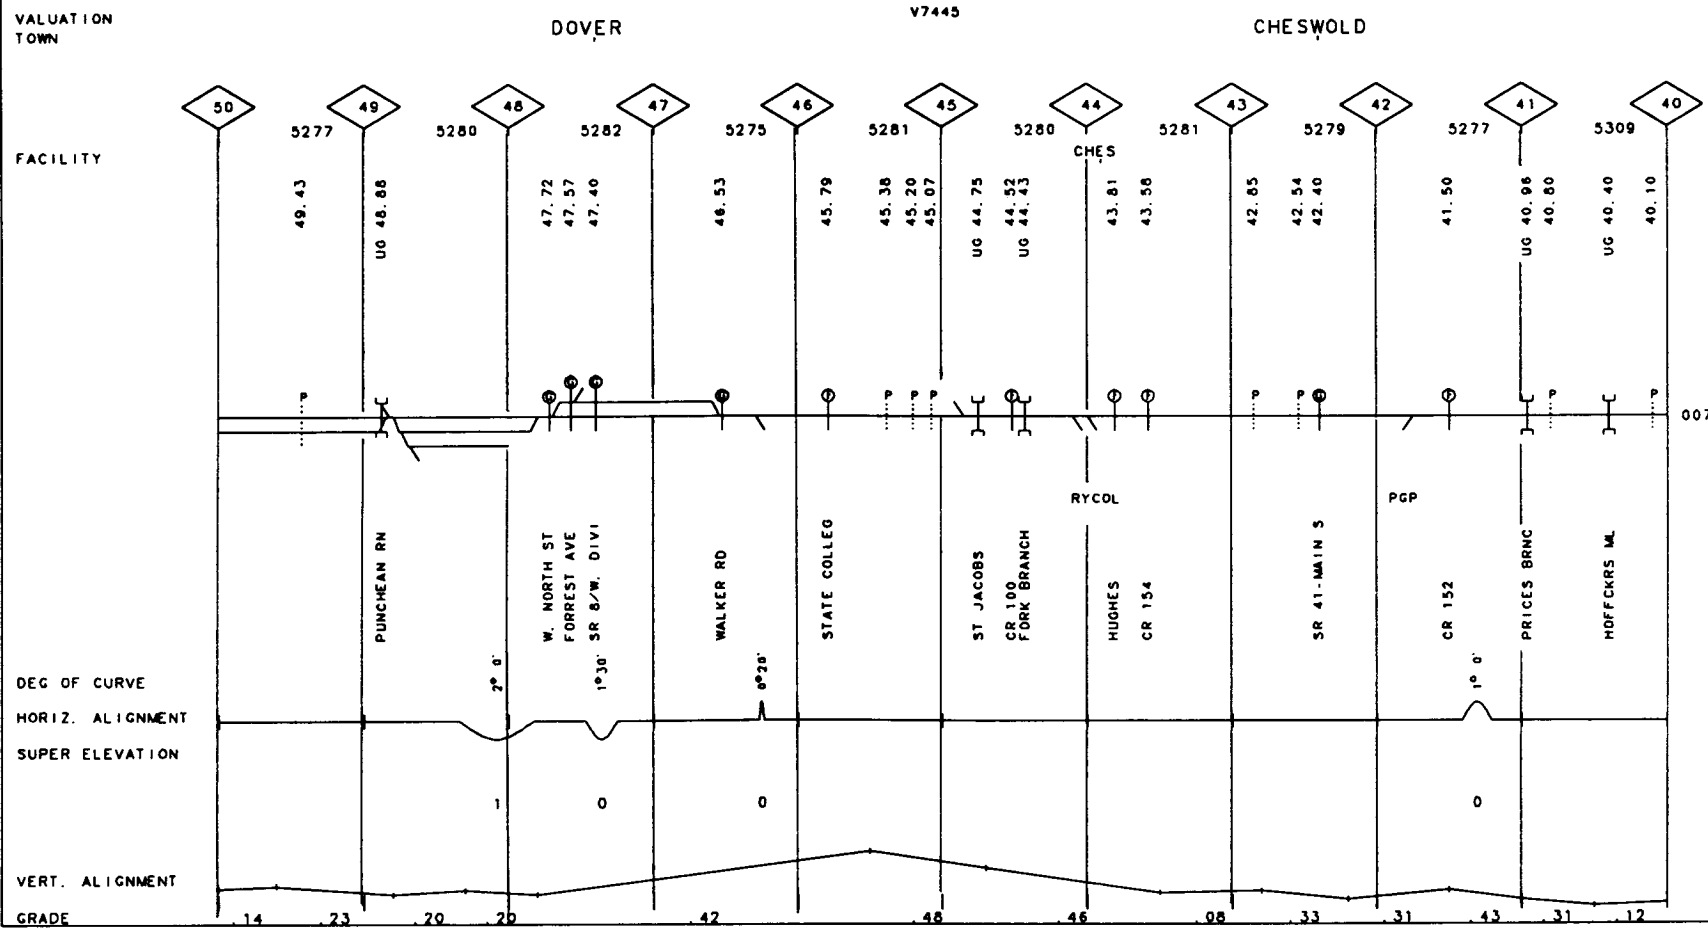 VALUATION
TOWN
DOVER
V7445
CHESWOLD
50 49 48 47 46 45 44 43 42 41 40
5277 5280 5282 5275 5281 5280 5281 5279 5277 5309
FACILITY
CHES
49.43
UG 48.88
47.72
47.57
47.40
46.53
45.79
45.38
45.20
45.07
UG 44.75
44.52
UG 44.43
43.81
43.58
42.85
42.54
42.40
41.50
UG 40.96
40.80
UG 40.40
40.10
P G G G G F P P P F F F P P G F P P
007
RYCOL
PGP
PUNCHEAN RN
W. NORTH ST
FORREST AVE
SR 8/W. DIVI
WALKER RD
STATE COLLEG
ST JACOBS
CR 100
FORK BRANCH
HUGHES
CR 154
SR 41-MAIN S
CR 152
PRICES BRNC
HOFFCKRS ML
DEG OF CURVE
2° 0'
1°30'
0°20'
1° 0'
HORIZ. ALIGNMENT
SUPER ELEVATION
1 0 0 0
VERT. ALIGNMENT
GRADE
.14 .23 .20 .20 .42 .48 .46 .08 .33 .31 .43 .31 .12